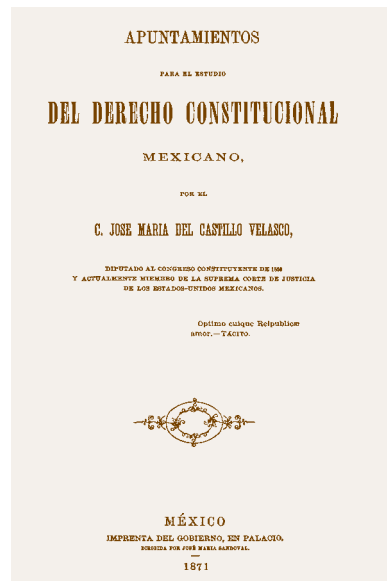 APUNTAMIENTOS
PARA EL ESTUDIO
DEL DERECHO CONSTITUCIONAL
MEXICANO,
POR EL
C. JOSE MARIA DEL CASTILLO VELASCO,
DIPUTADO AL CONGRESO CONSTITUYENTE DE 1856
Y ACTUALMENTE MIEMBRO DE LA SUPREMA CORTE DE JUSTICIA
DE LOS ESTADOS-UNIDOS MEXICANOS.
Optimo cuique Reipublicæ
amor.—TÁCITO.
MÉXICO
IMPRENTA DEL GOBIERNO, EN PALACIO,
DIRIGIDA POR JOSÉ MARIA SANDOVAL.
1871